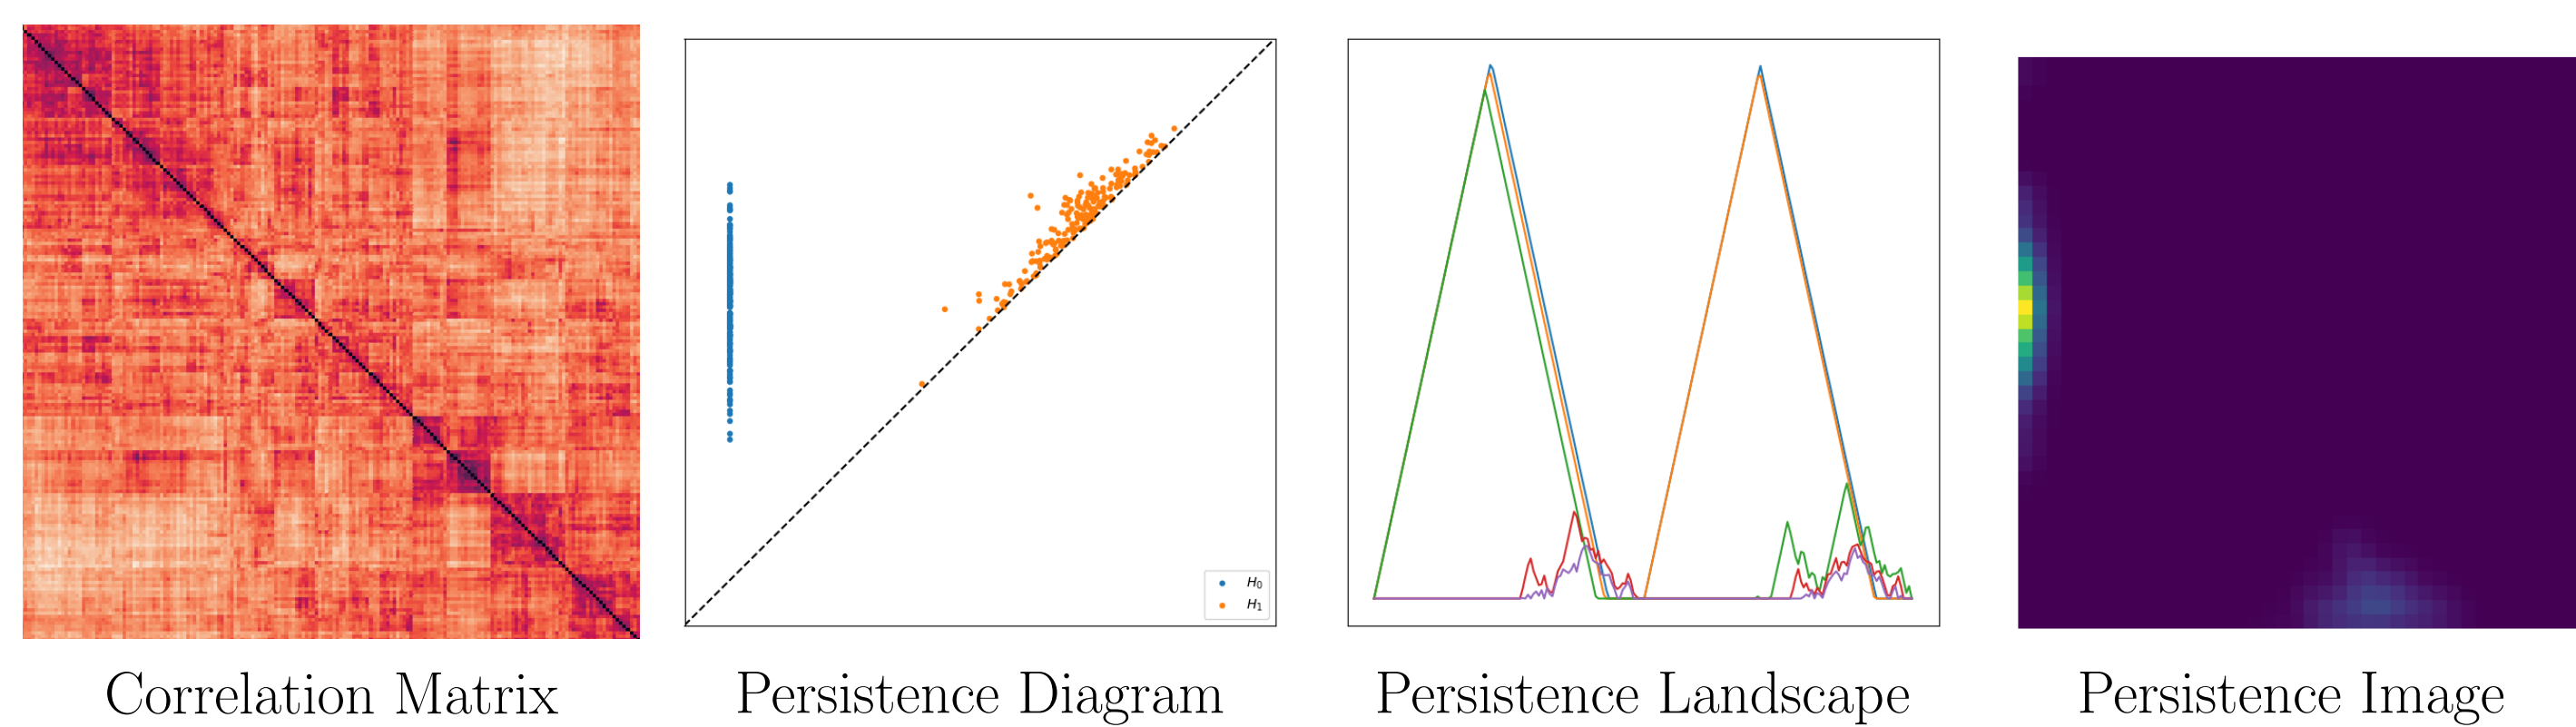 H₀
H₁
Correlation Matrix
Persistence Diagram
Persistence Landscape
Persistence Image